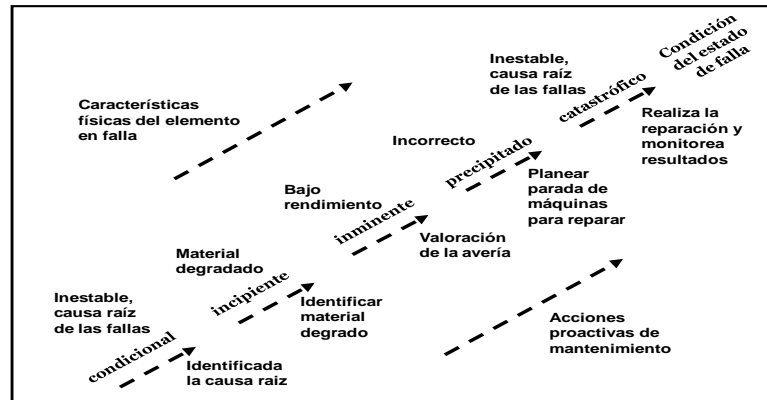 Condición
del estado
de falla
Inestable,
causa raíz
de las fallas
catastrófico
Realiza la
reparación y
monitorea
resultados
Características
físicas del elemento
en falla
Incorrecto
precipitado
Planear
parada de
máquinas
para reparar
Bajo
rendimiento
inminente
Valoración
de la avería
Material
degradado
incipiente
Identificar
material
degrado
Inestable,
causa raíz
de las fallas
condicional
Identificada
la causa raiz
Acciones
proactivas de
mantenimiento